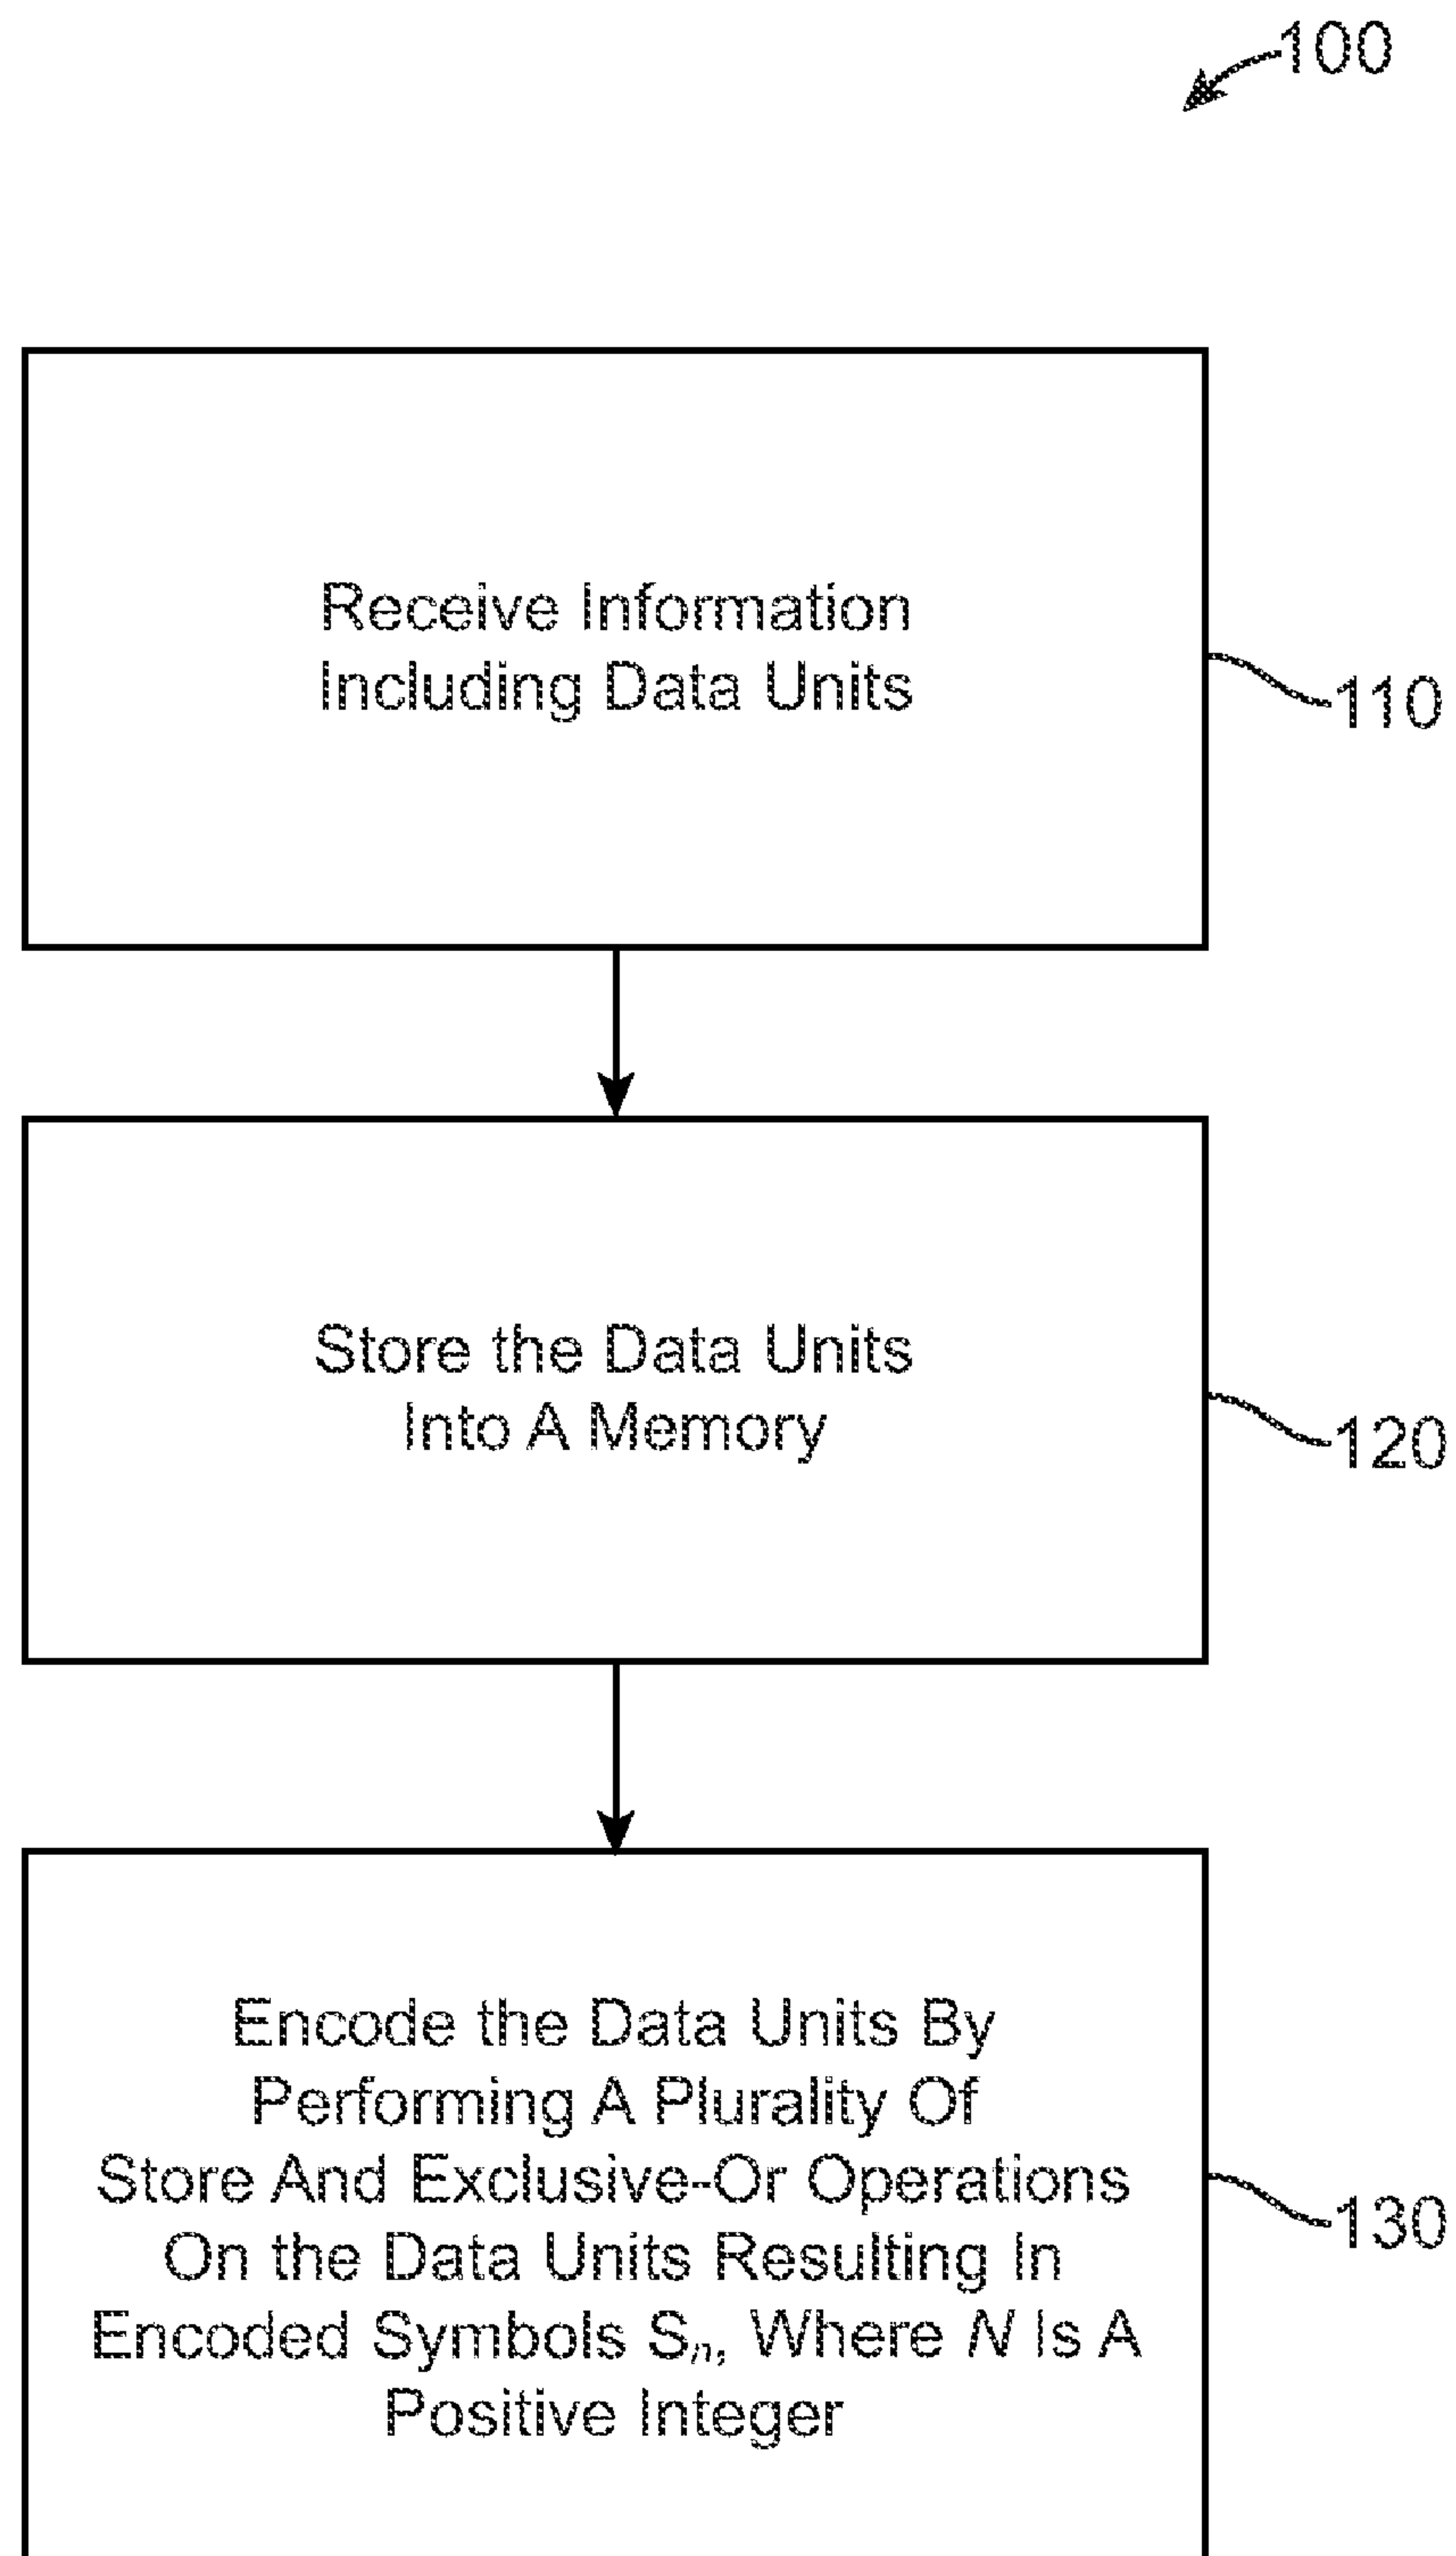 100
Receive Information
Including Data Units
110
Store the Data Units
Into A Memory
120
Encode the Data Units By
Performing A Plurality Of
Store And Exclusive-Or Operations
On the Data Units Resulting In
Encoded Symbols Sn, Where N Is A
Positive Integer
130